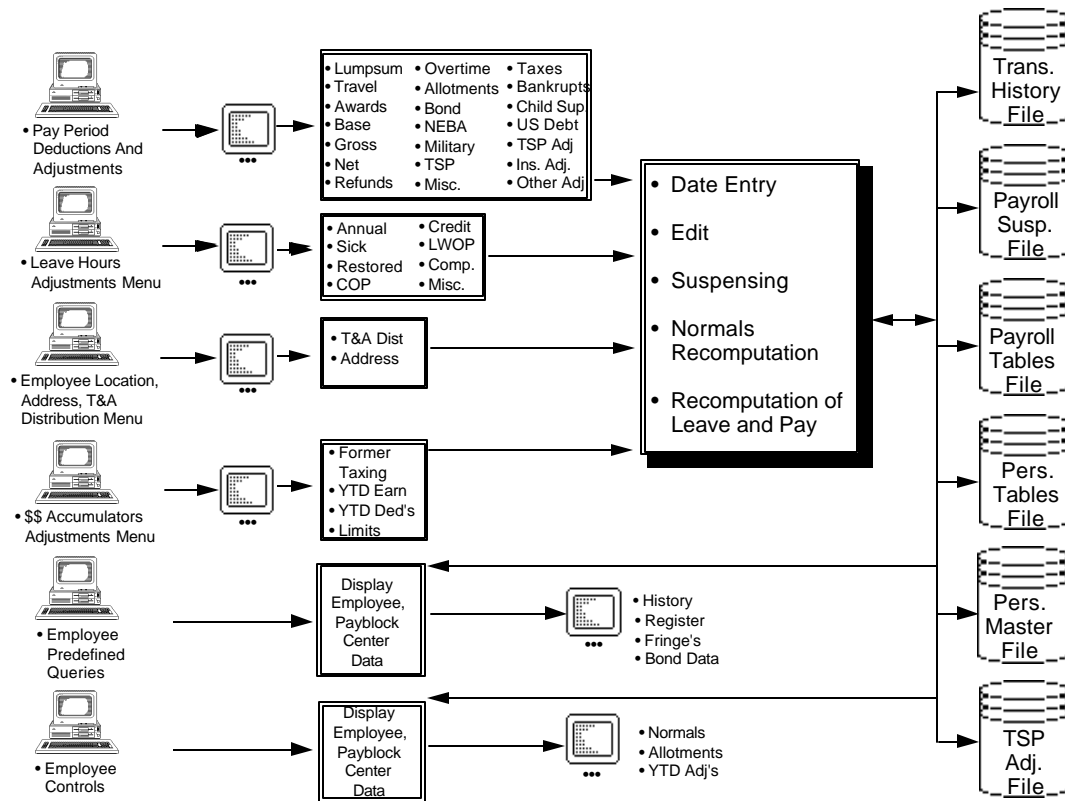 • Pay Period
Deductions And
Adjustments
•••
• Lumpsum
• Travel
• Awards
• Base
• Gross
• Net
• Refunds
• Overtime
• Allotments
• Bond
• NEBA
• Military
• TSP
• Misc.
• Taxes
• Bankrupts
• Child Sup.
• US Debt
• TSP Adj
• Ins. Adj.
• Other Adj
• Leave Hours
Adjustments Menu
•••
• Annual
• Sick
• Restored
• COP
• Credit
• LWOP
• Comp.
• Misc.
• Employee Location,
Address, T&A
Distribution Menu
•••
• T&A Dist
• Address
• $$ Accumulators
Adjustments Menu
•••
• Former
Taxing
• YTD Earn
• YTD Ded's
• Limits
• Date Entry
• Edit
• Suspensing
• Normals
Recomputation
• Recomputation of
Leave and Pay
• Employee
Predefined
Queries
Display
Employee,
Payblock
Center
Data
•••
• History
• Register
• Fringe's
• Bond Data
• Employee
Controls
Display
Employee,
Payblock
Center
Data
•••
• Normals
• Allotments
• YTD Adj's
Trans.
History
File
Payroll
Susp.
File
Payroll
Tables
File
Pers.
Tables
File
Pers.
Master
File
TSP
Adj.
File